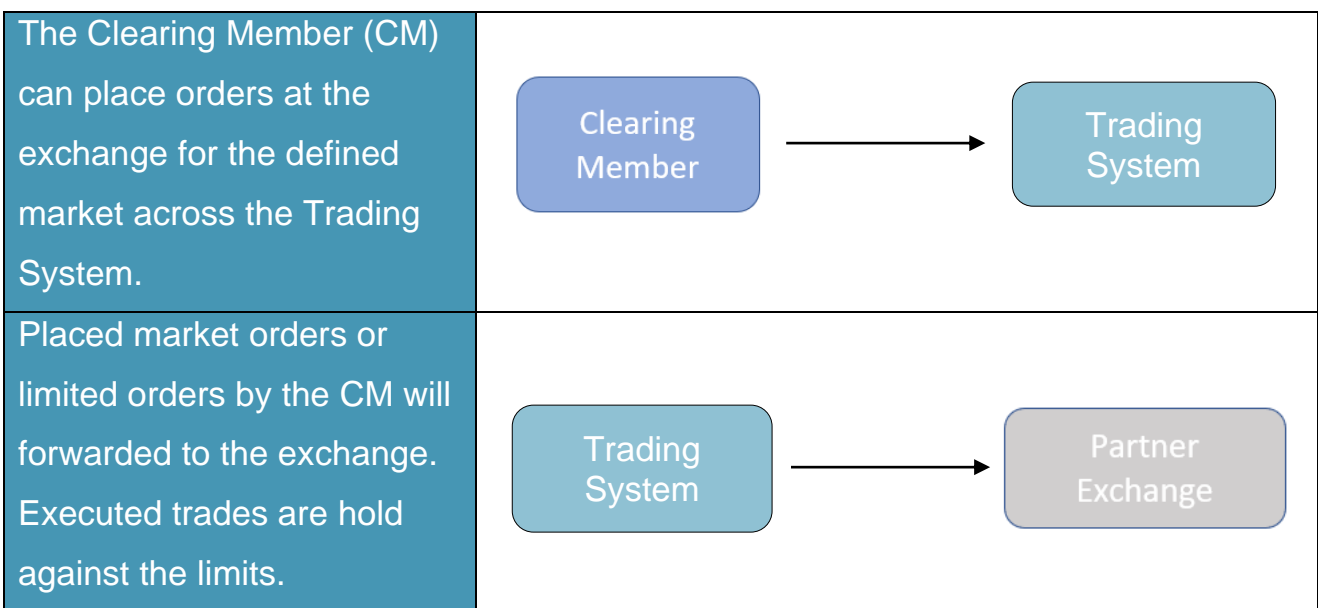 The Clearing Member (CM)
can place orders at the
exchange for the defined
market across the Trading
System.
Clearing
Member
Trading
System
Placed market orders or
limited orders by the CM will
forwarded to the exchange.
Executed trades are hold
against the limits.
Trading
System
Partner
Exchange